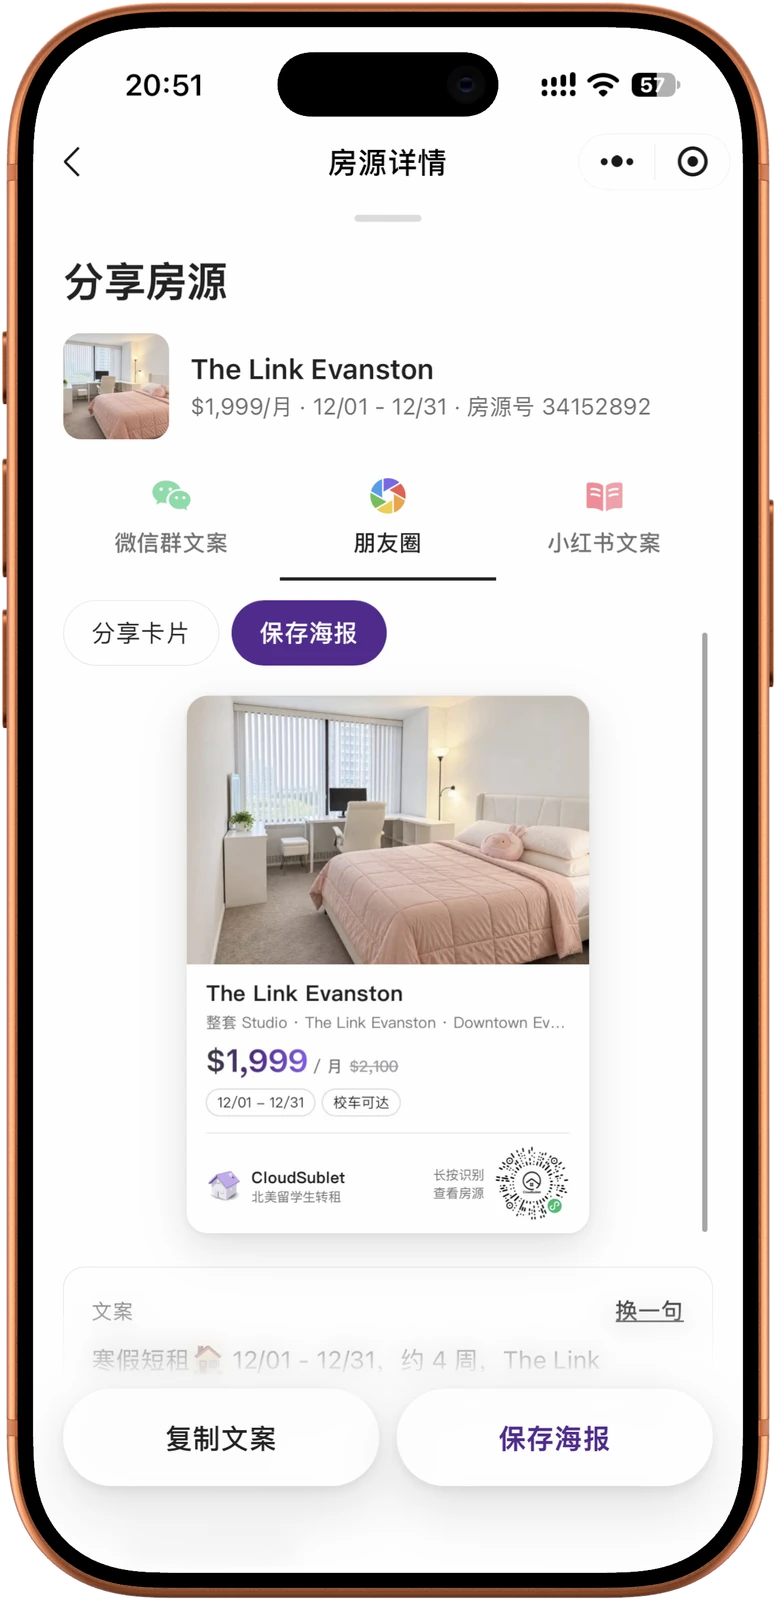 20:51
57
房源详情
分享房源
The Link Evanston
$1,999/月 · 12/01 - 12/31 · 房源号 34152892
微信群文案
朋友圈
小红书文案
分享卡片
保存海报
The Link Evanston
整套 Studio · The Link Evanston · Downtown Ev...
$1,999 / 月 $2,100
12/01 – 12/31
校车可达
CloudSublet
北美留学生转租
长按识别
查看房源
CloudSublet
文案
换一句
寒假短租🏠 12/01 - 12/31，约 4 周，The Link
复制文案
保存海报